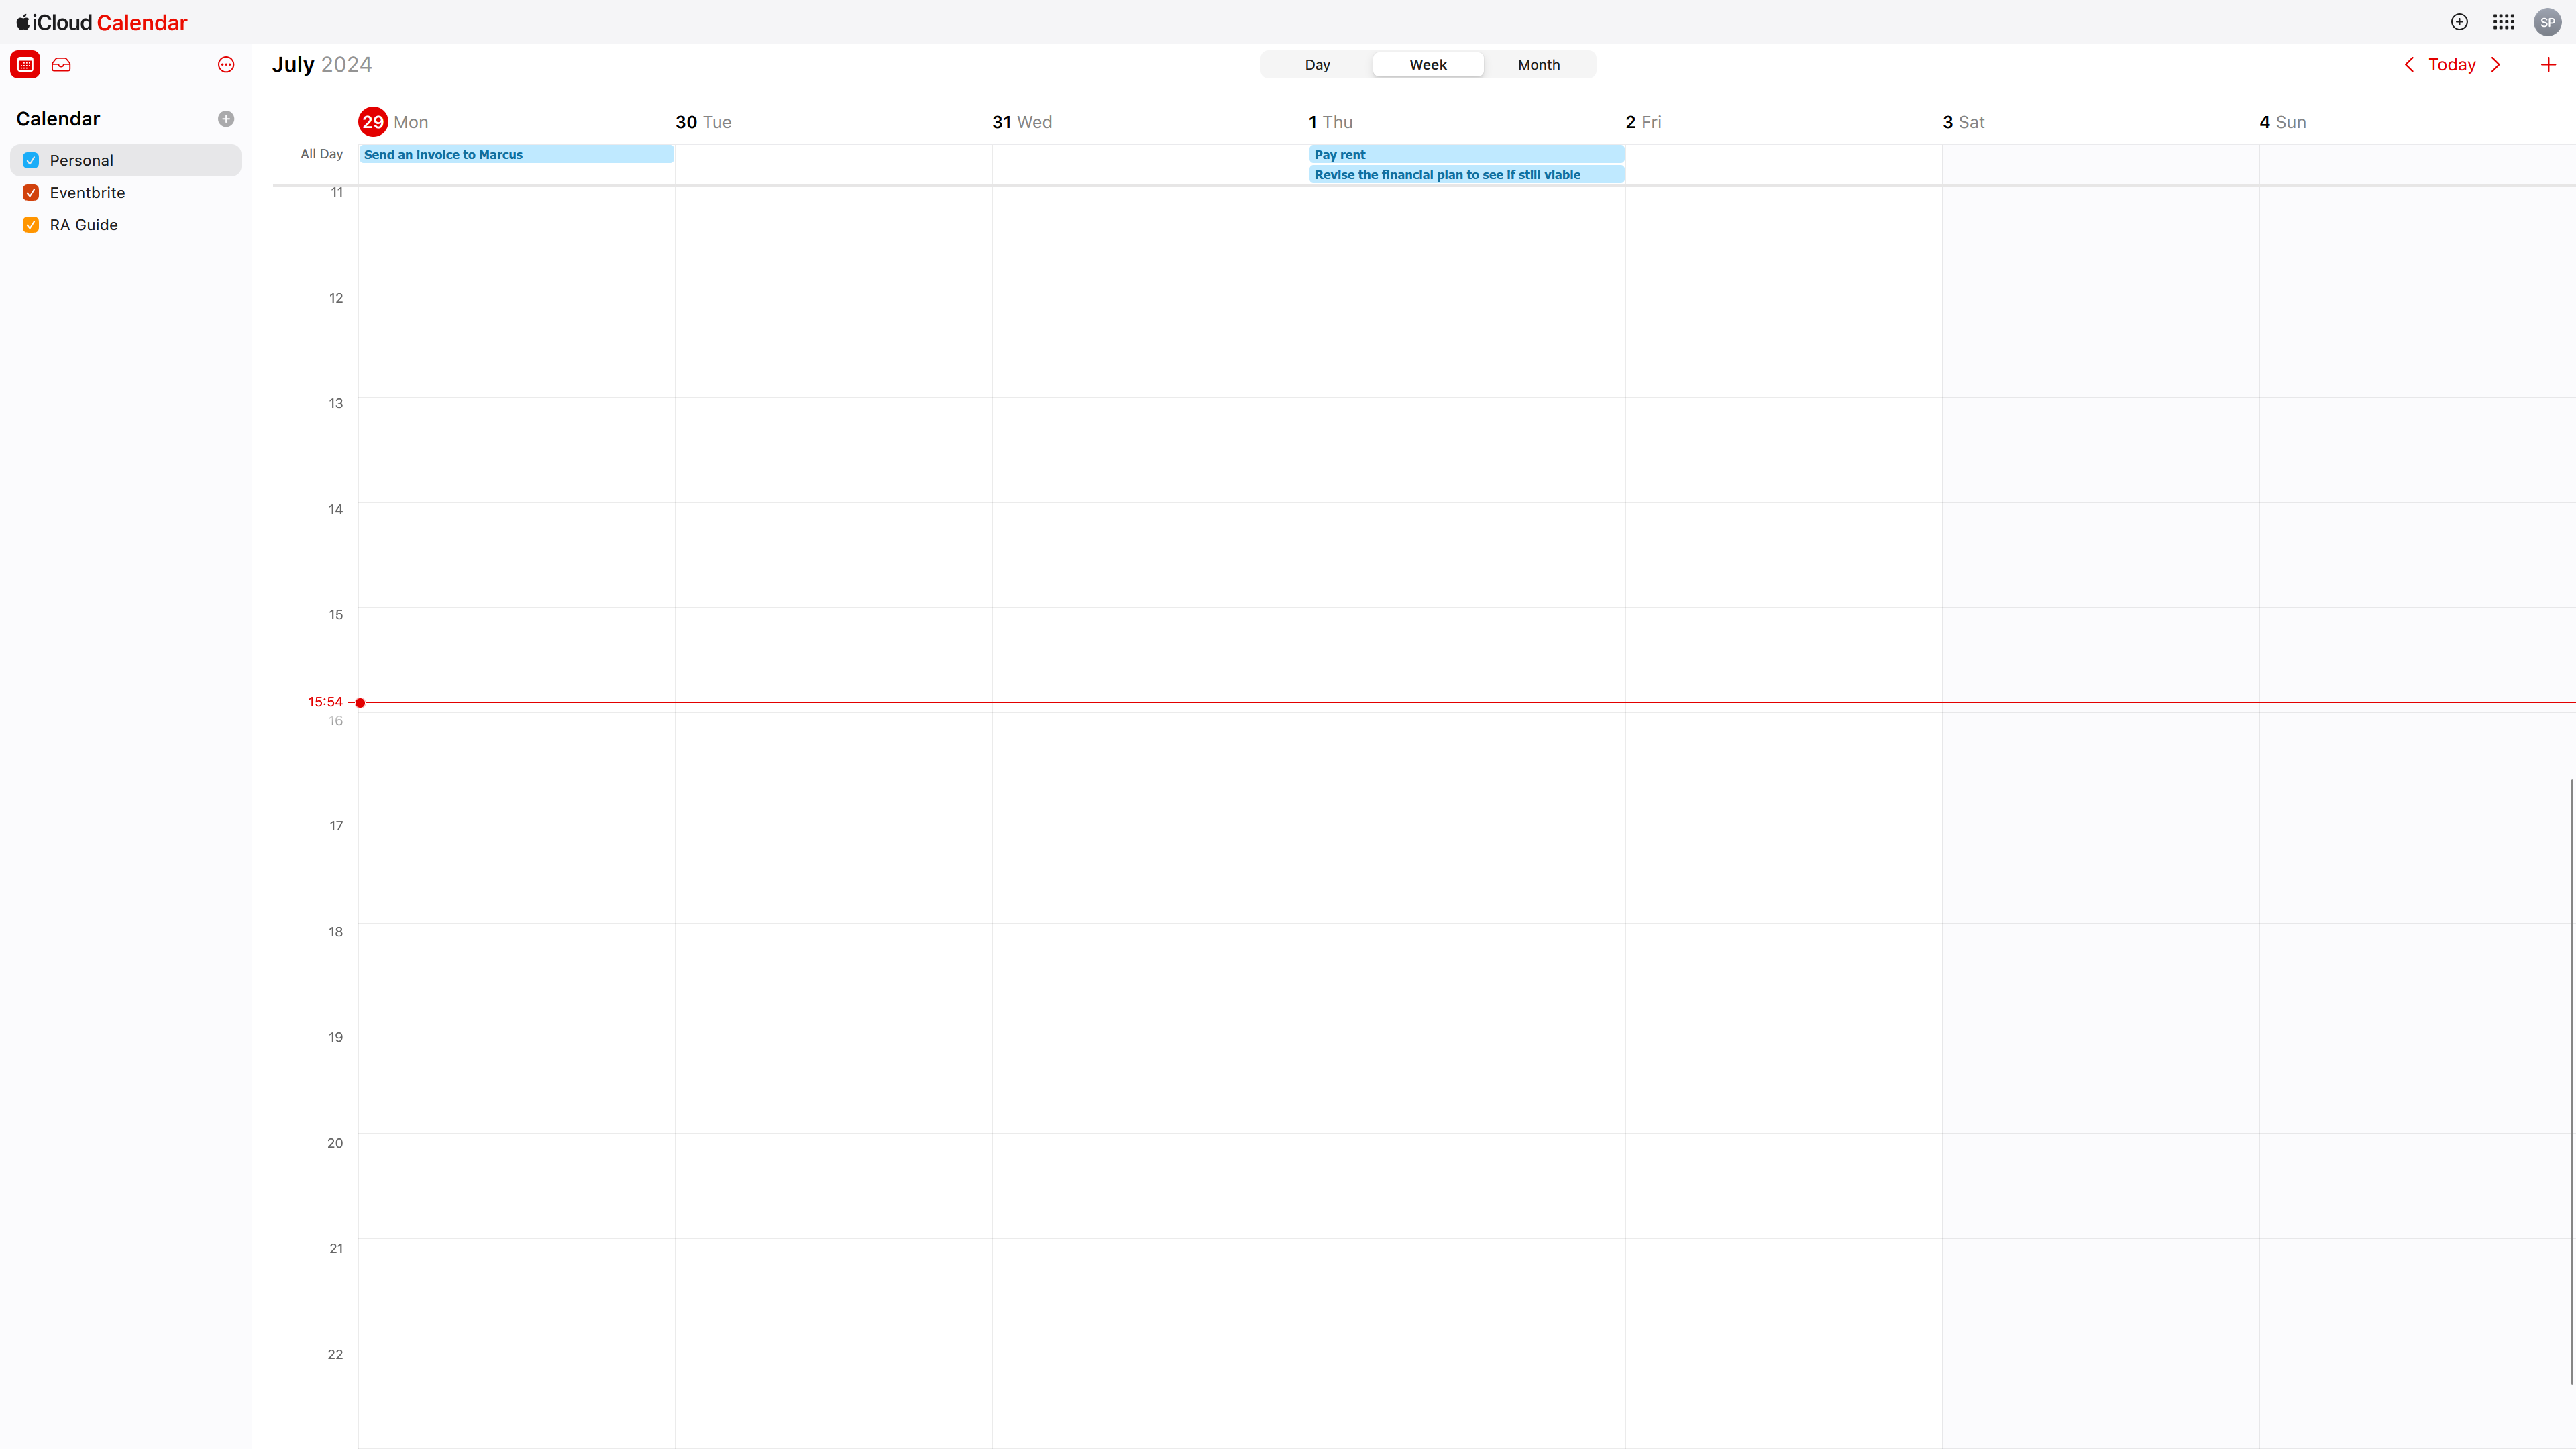 iCloud Calendar
SP
July 2024
Day
Week
Month
Today
Calendar
Personal
Eventbrite
RA Guide
29 Mon
30 Tue
31 Wed
1 Thu
2 Fri
3 Sat
4 Sun
All Day
Send an invoice to Marcus
Pay rent
Revise the financial plan to see if still viable
11
12
13
14
15
15:54
16
17
18
19
20
21
22